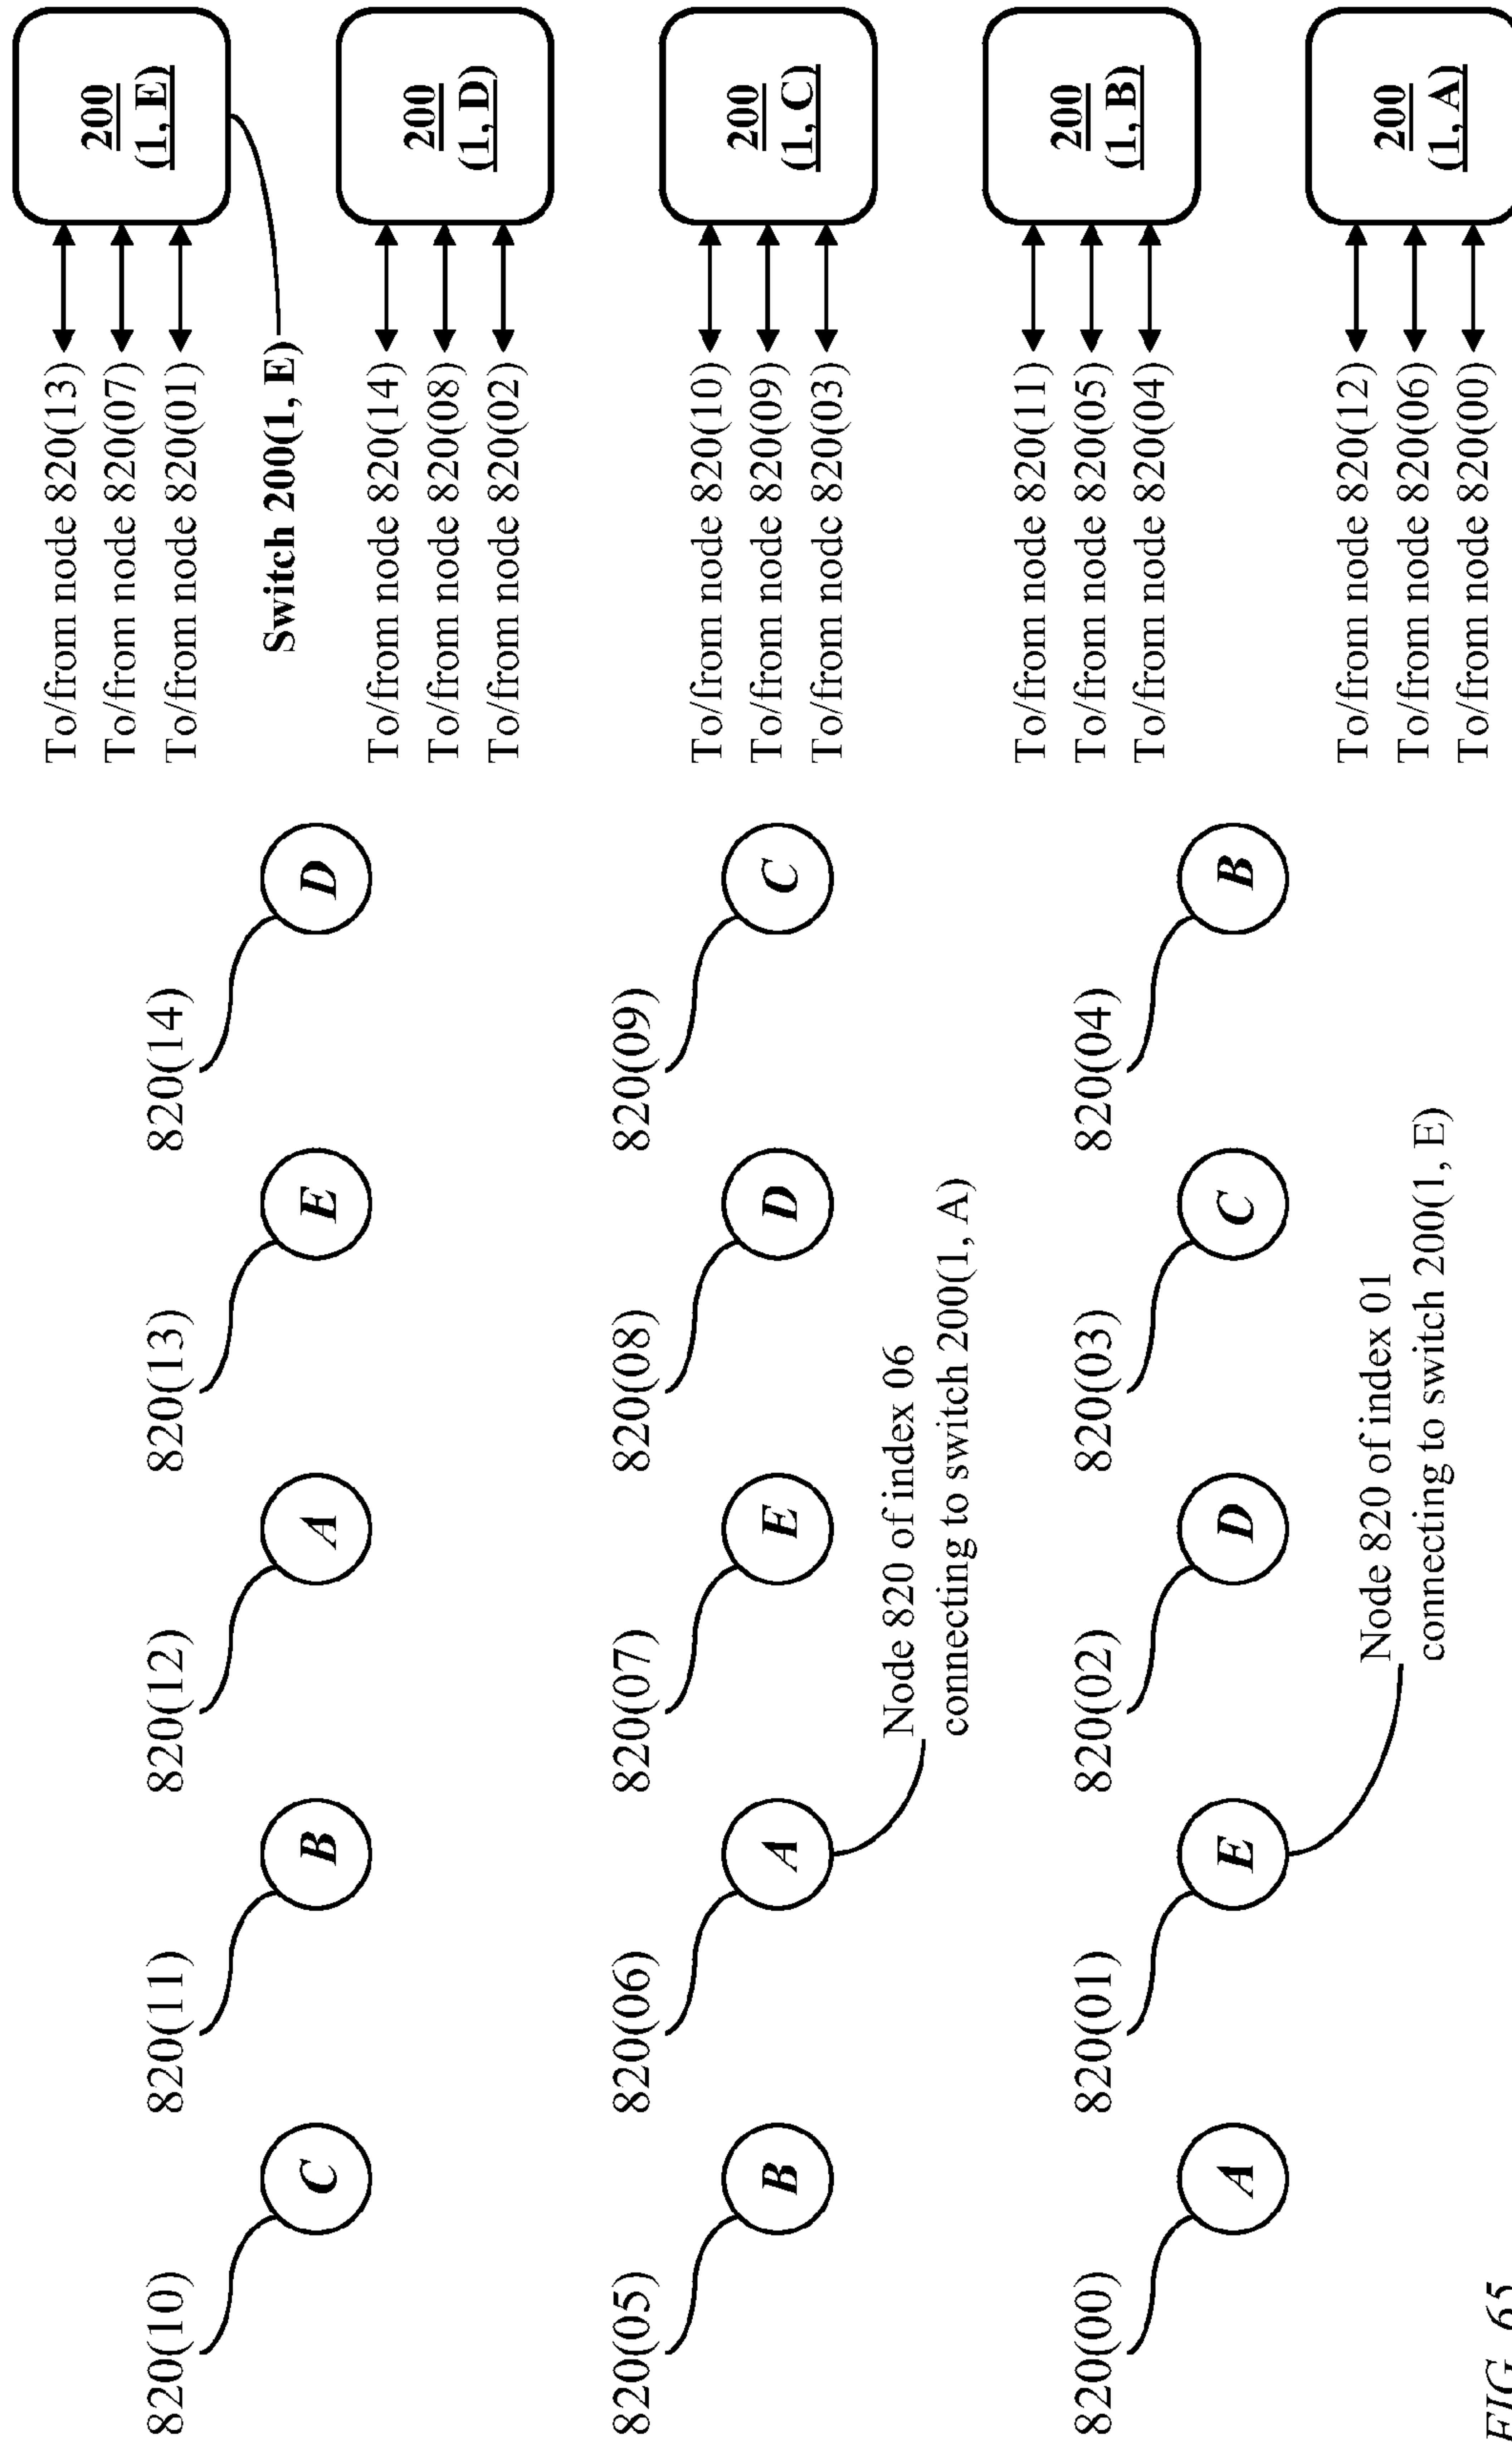 820(10)
C
820(11)
B
820(12)
A
820(13)
E
820(14)
D
820(05)
B
820(06)
A
820(07)
E
820(08)
D
820(09)
C
Node 820 of index 06
connecting to switch 200(1, A)
820(00)
A
820(01)
E
820(02)
D
820(03)
C
820(04)
B
Node 820 of index 01
connecting to switch 200(1, E)
To/from node 820(13)
To/from node 820(07)
To/from node 820(01)
200
(1, E)
Switch 200(1, E)
To/from node 820(14)
To/from node 820(08)
To/from node 820(02)
200
(1, D)
To/from node 820(10)
To/from node 820(09)
To/from node 820(03)
200
(1, C)
To/from node 820(11)
To/from node 820(05)
To/from node 820(04)
200
(1, B)
To/from node 820(12)
To/from node 820(06)
To/from node 820(00)
200
(1, A)
FIG. 65